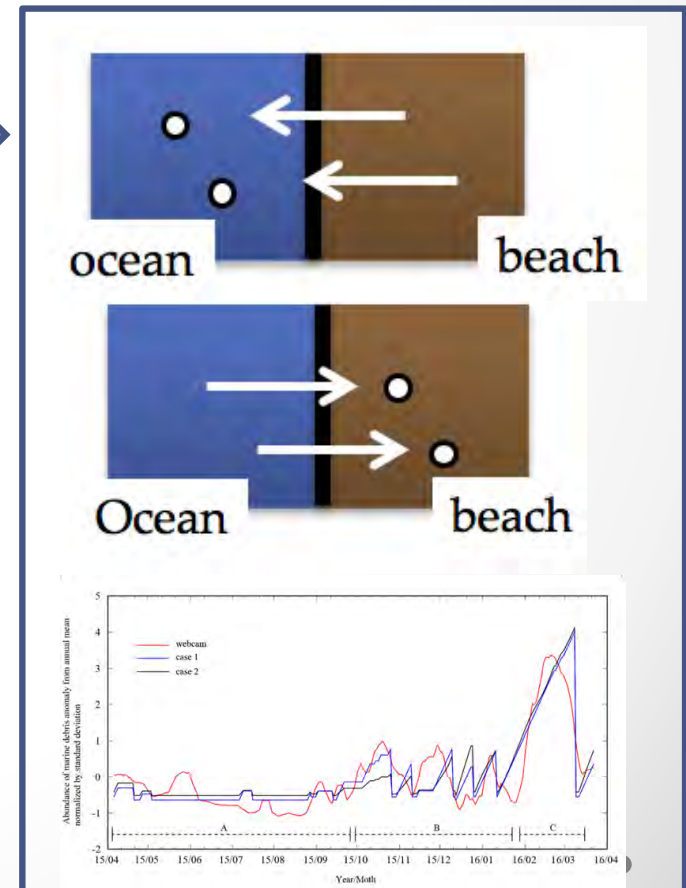 ocean
beach
Ocean
beach
Abundance of marine debris anomaly from annual mean
normalized by standard deviation
5
4
3
2
1
0
-1
-2
webcam
case 1
case 2
A
B
C
15/04 15/05 15/06 15/07 15/08 15/09 15/10 15/11 15/12 16/01 16/02 16/03 16/04
Year/Moth